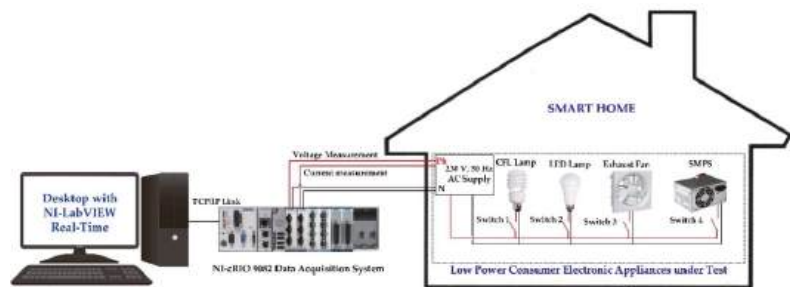 SMART HOME
Voltage Measurement
Current measurement
Ph
230 V, 50 Hz
AC Supply
N
CFL Lamp
LED Lamp
Exhaust Fan
SMPS
Switch 1
Switch 2
Switch 3
Switch 4
Desktop with
NI-LabVIEW
Real-Time
TCP/IP Link
NI-cRIO 9082 Data Acquisition System
Low Power Consumer Electronic Appliances under Test